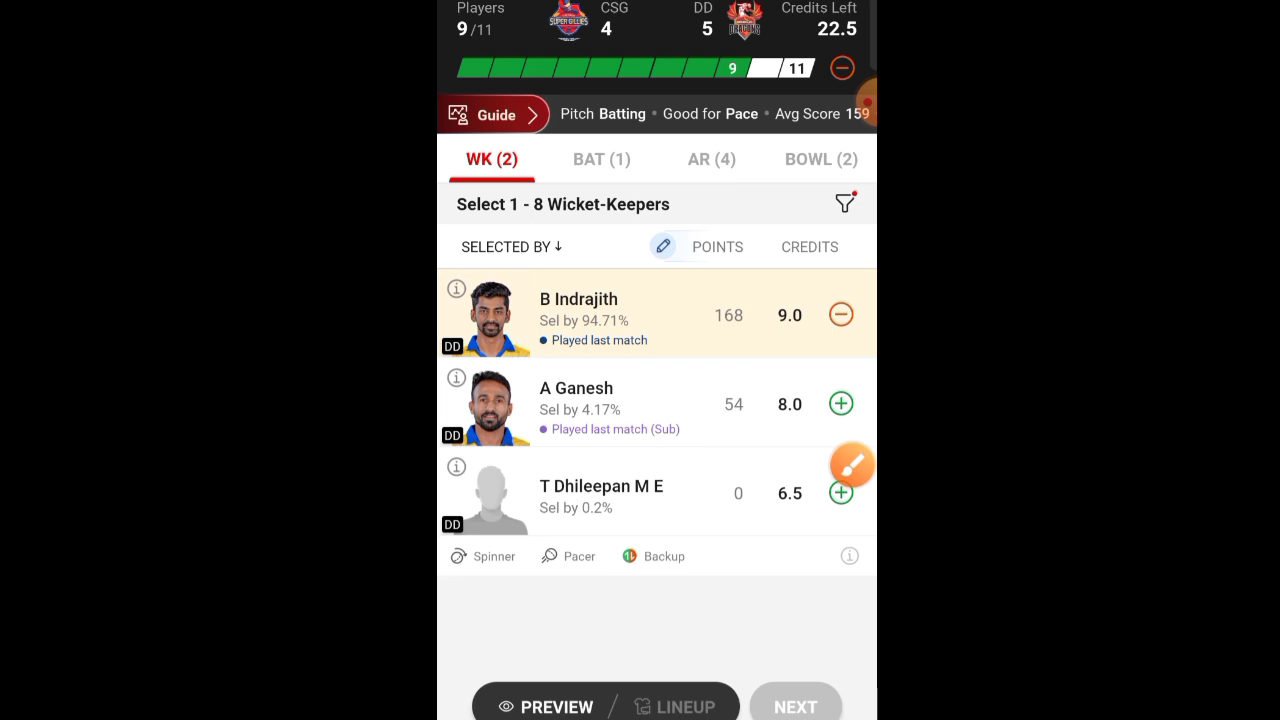 Players
CSG
DD
Credits Left
9/11
4
5
22.5
SUPER GILLIES
DRAGONS
9
11
Guide
Pitch Batting • Good for Pace • Avg Score 159
WK (2)
BAT (1)
AR (4)
BOWL (2)
Select 1 - 8 Wicket-Keepers
SELECTED BY ↓
POINTS
CREDITS
B Indrajith
Sel by 94.71%
168
9.0
Played last match
DD
A Ganesh
Sel by 4.17%
54
8.0
Played last match (Sub)
DD
T Dhileepan M E
Sel by 0.2%
0
6.5
DD
Spinner
Pacer
Backup
PREVIEW
LINEUP
NEXT